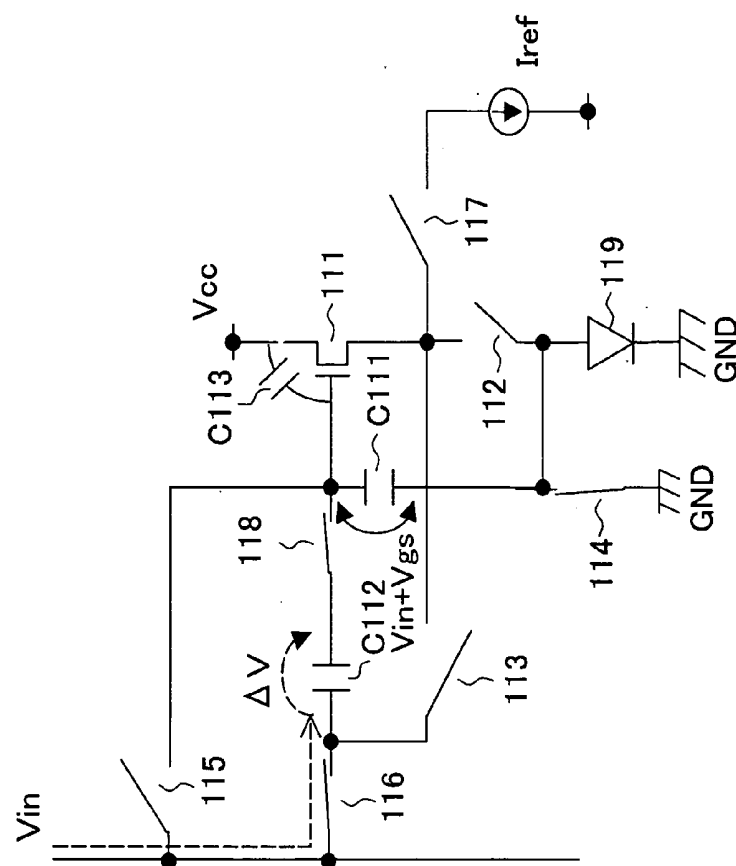 Vin
115
116
ΔV
C112
113
118
Vin+Vgs
C111
C113
Vcc
111
112
114
GND
119
GND
117
Iref